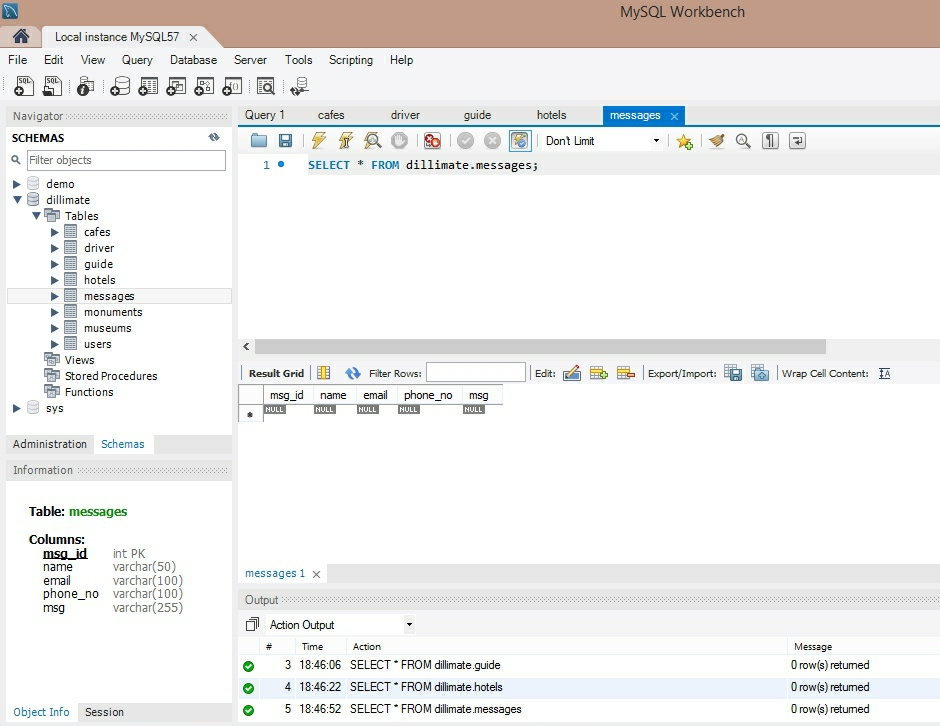 MySQL Workbench
Local instance MySQL57
File Edit View Query Database Server Tools Scripting Help
Navigator
SCHEMAS
Filter objects
demo
dillimate
Tables
cafes
driver
guide
hotels
messages
monuments
museums
users
Views
Stored Procedures
Functions
sys
Administration Schemas
Information
Table: messages
Columns:
msg_id int PK
name varchar(50)
email varchar(100)
phone_no varchar(100)
msg varchar(255)
Object Info Session
Query 1 cafes driver guide hotels messages
Don't Limit
1 SELECT * FROM dillimate.messages;
Result Grid Filter Rows: Edit: Export/Import: Wrap Cell Content:
msg_id name email phone_no msg
NULL NULL NULL NULL NULL
messages 1
Output
Action Output
# Time Action Message
3 18:46:06 SELECT * FROM dillimate.guide 0 row(s) returned
4 18:46:22 SELECT * FROM dillimate.hotels 0 row(s) returned
5 18:46:52 SELECT * FROM dillimate.messages 0 row(s) returned